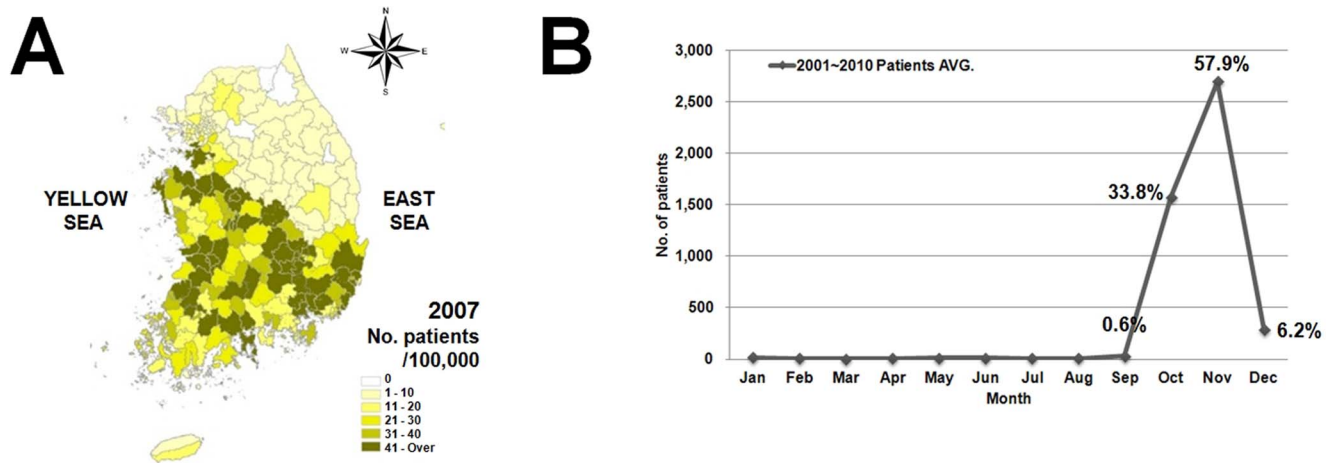 A
N
W
E
S
YELLOW
SEA
EAST
SEA
2007
No. patients
/100,000
0
1 - 10
11 - 20
21 - 30
31 - 40
41 - Over
B
3,000
2,500
2,000
1,500
1,000
500
0
No. of patients
2001~2010 Patients AVG.
57.9%
33.8%
0.6%
6.2%
Jan Feb Mar Apr May Jun Jul Aug Sep Oct Nov Dec
Month